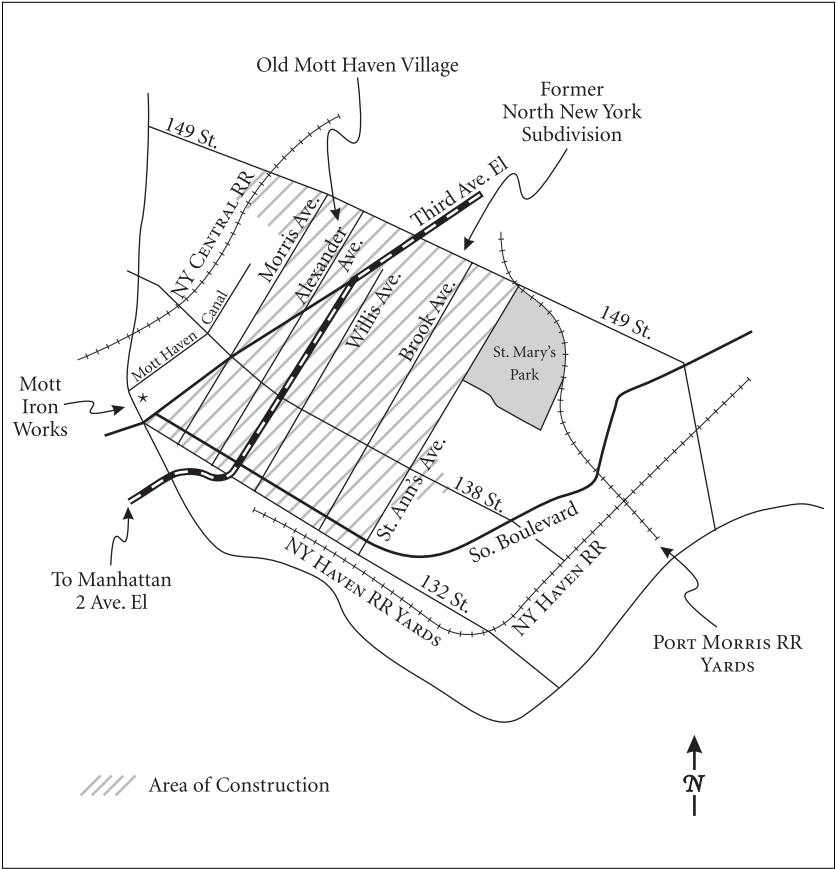 Old Mott Haven Village
Former
North New York
Subdivision
149 St.
Third Ave. El
NY Central RR
Morris Ave.
Alexander
Ave.
Willis Ave.
Brook Ave.
149 St.
Canal
Mott Haven
St. Mary's
Park
Mott
Iron
Works
St. Ann's Ave.
138 St.
So. Boulevard
To Manhattan
2 Ave. El
NY Haven RR Yards
132 St.
NY Haven RR
Port Morris RR
Yards
Area of Construction
N